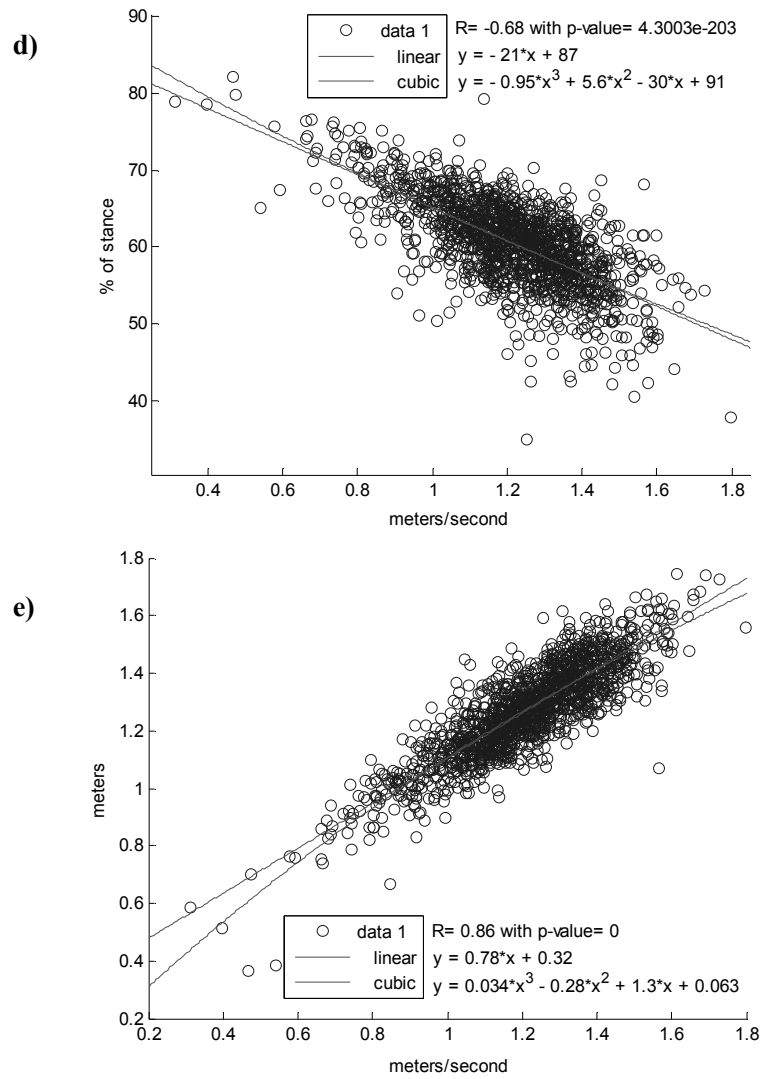 d)
90
80
70
60
50
40
% of stance
data 1
linear
cubic
R= -0.68 with p-value= 4.3003e-203
y = - 21*x + 87
y = - 0.95*x^3 + 5.6*x^2 - 30*x + 91
0.4 0.6 0.8 1 1.2 1.4 1.6 1.8
meters/second
e)
1.8
1.6
1.4
1.2
1
0.8
0.6
0.4
0.2
meters
data 1
linear
cubic
R= 0.86 with p-value= 0
y = 0.78*x + 0.32
y = 0.034*x^3 - 0.28*x^2 + 1.3*x + 0.063
0.2 0.4 0.6 0.8 1 1.2 1.4 1.6 1.8
meters/second